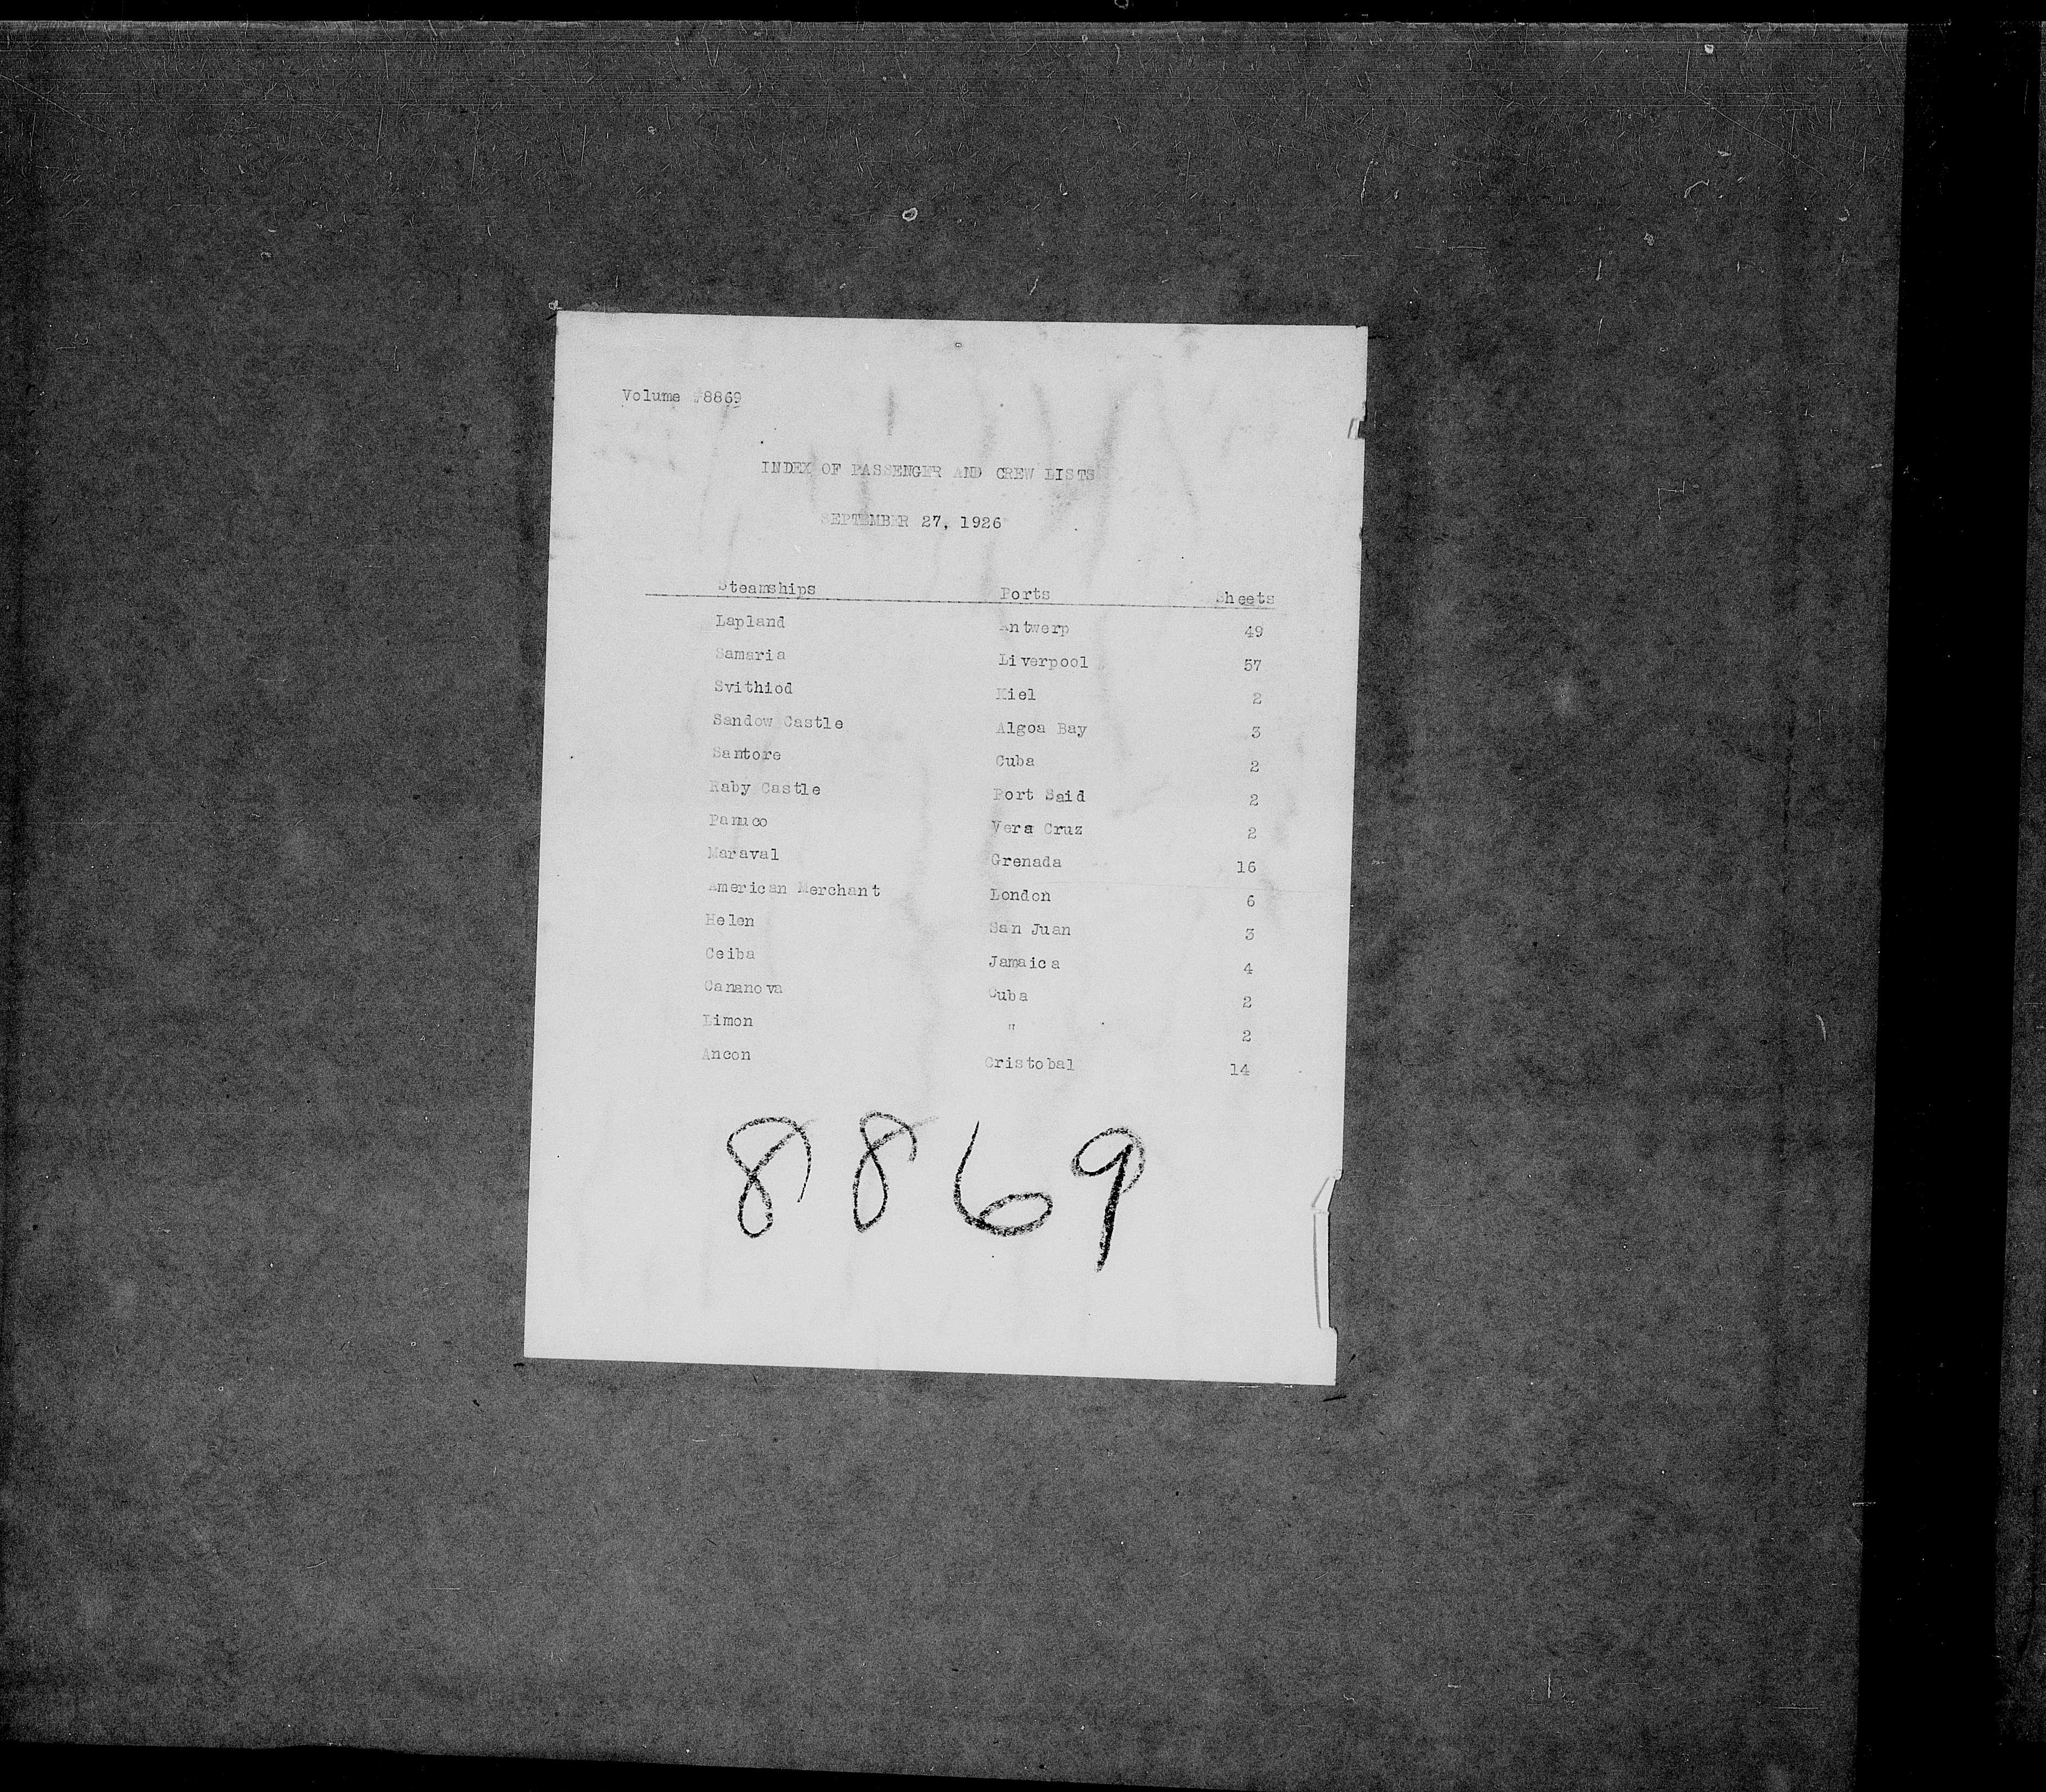 Volume #8869
INDEX OF PASSENGER AND CREW LISTS
SEPTEMBER 27, 1926
Steamships Ports Sheets
Lapland Antwerp 49
Samaria Liverpool 57
Svithiod Kiel 2
Sandow Castle Algoa Bay 3
Santore Cuba 2
Raby Castle Port Said 2
Panuco Vera Cruz 2
Maraval Grenada 16
American Merchant London 6
Helen San Juan 3
Ceiba Jamaica 4
Cananova Cuba 2
Limon " 2
Ancon Cristobal 14
8869